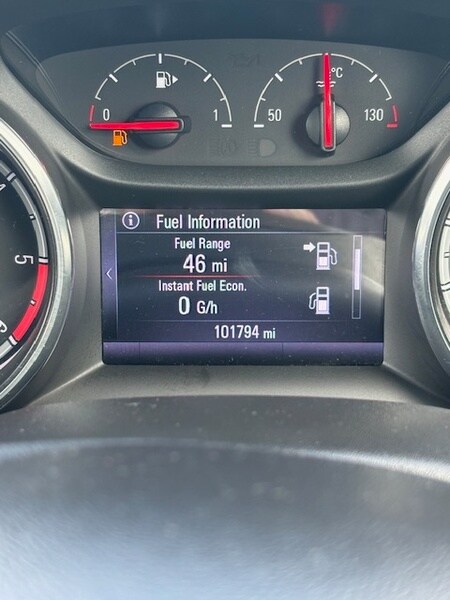 0 1
50 °C 130
Fuel Information
Fuel Range
46 mi
Instant Fuel Econ.
0 G/h
101794 mi
5